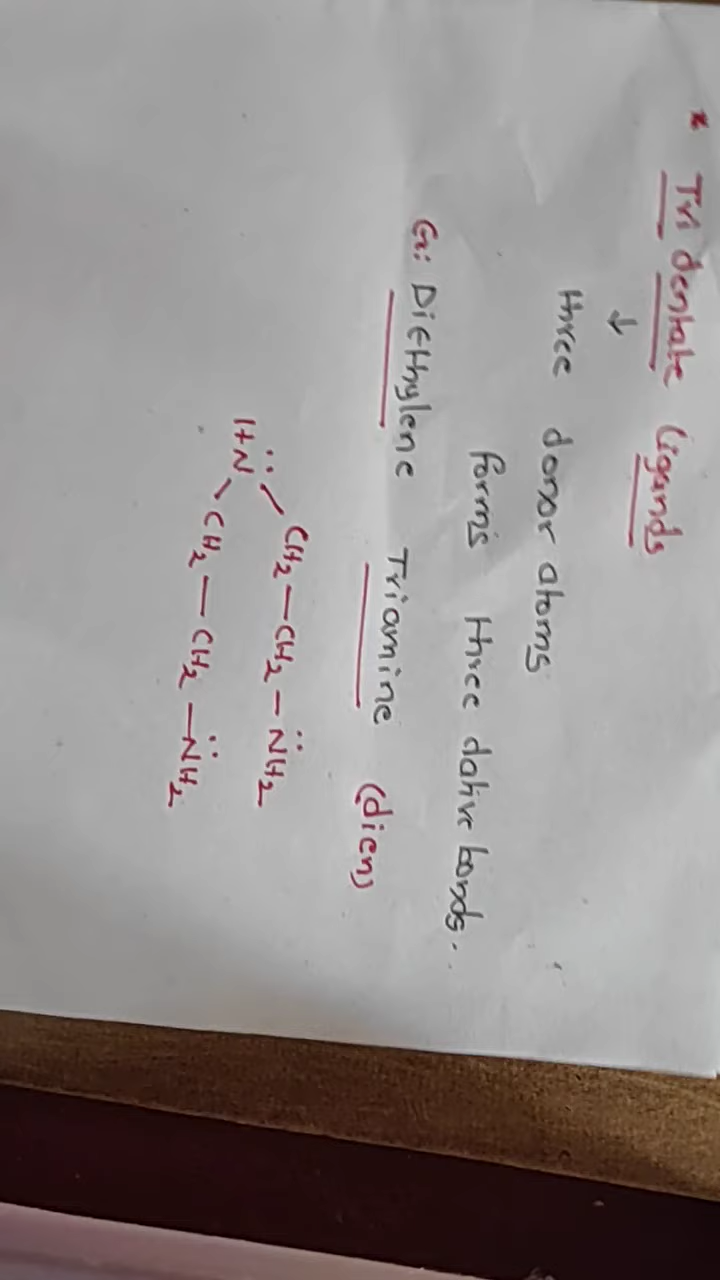 * Tri dentate ligands
↓
three donor atoms
forms three dative bonds..
Ex: Diethylene Triamine (dien)
CH₂—CH₂—N̈H₂
HN̈
CH₂—CH₂—N̈H₂